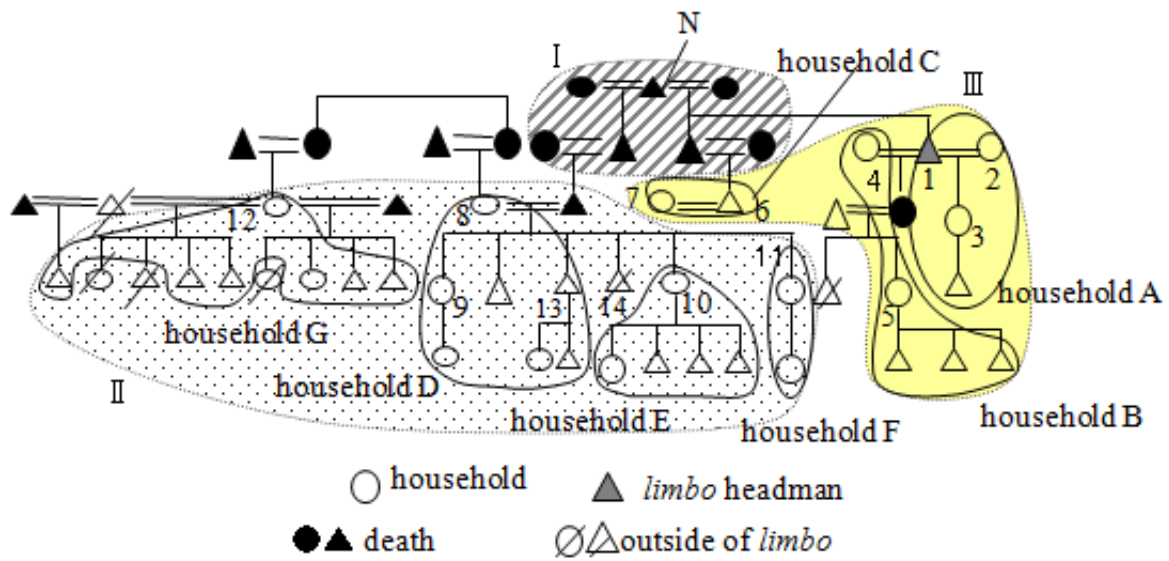 N
Ⅰ
household C
Ⅲ
4
1
2
7
6
12
8
3
11
9
13
14
10
5
household A
household G
Ⅱ
household D
household E
household F
household B
household
limbo headman
death
outside of limbo